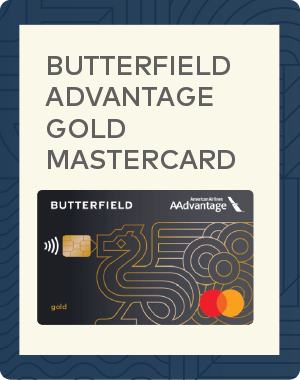 BUTTERFIELD
ADVANTAGE
GOLD
MASTERCARD
BUTTERFIELD
American Airlines
AAdvantage
gold